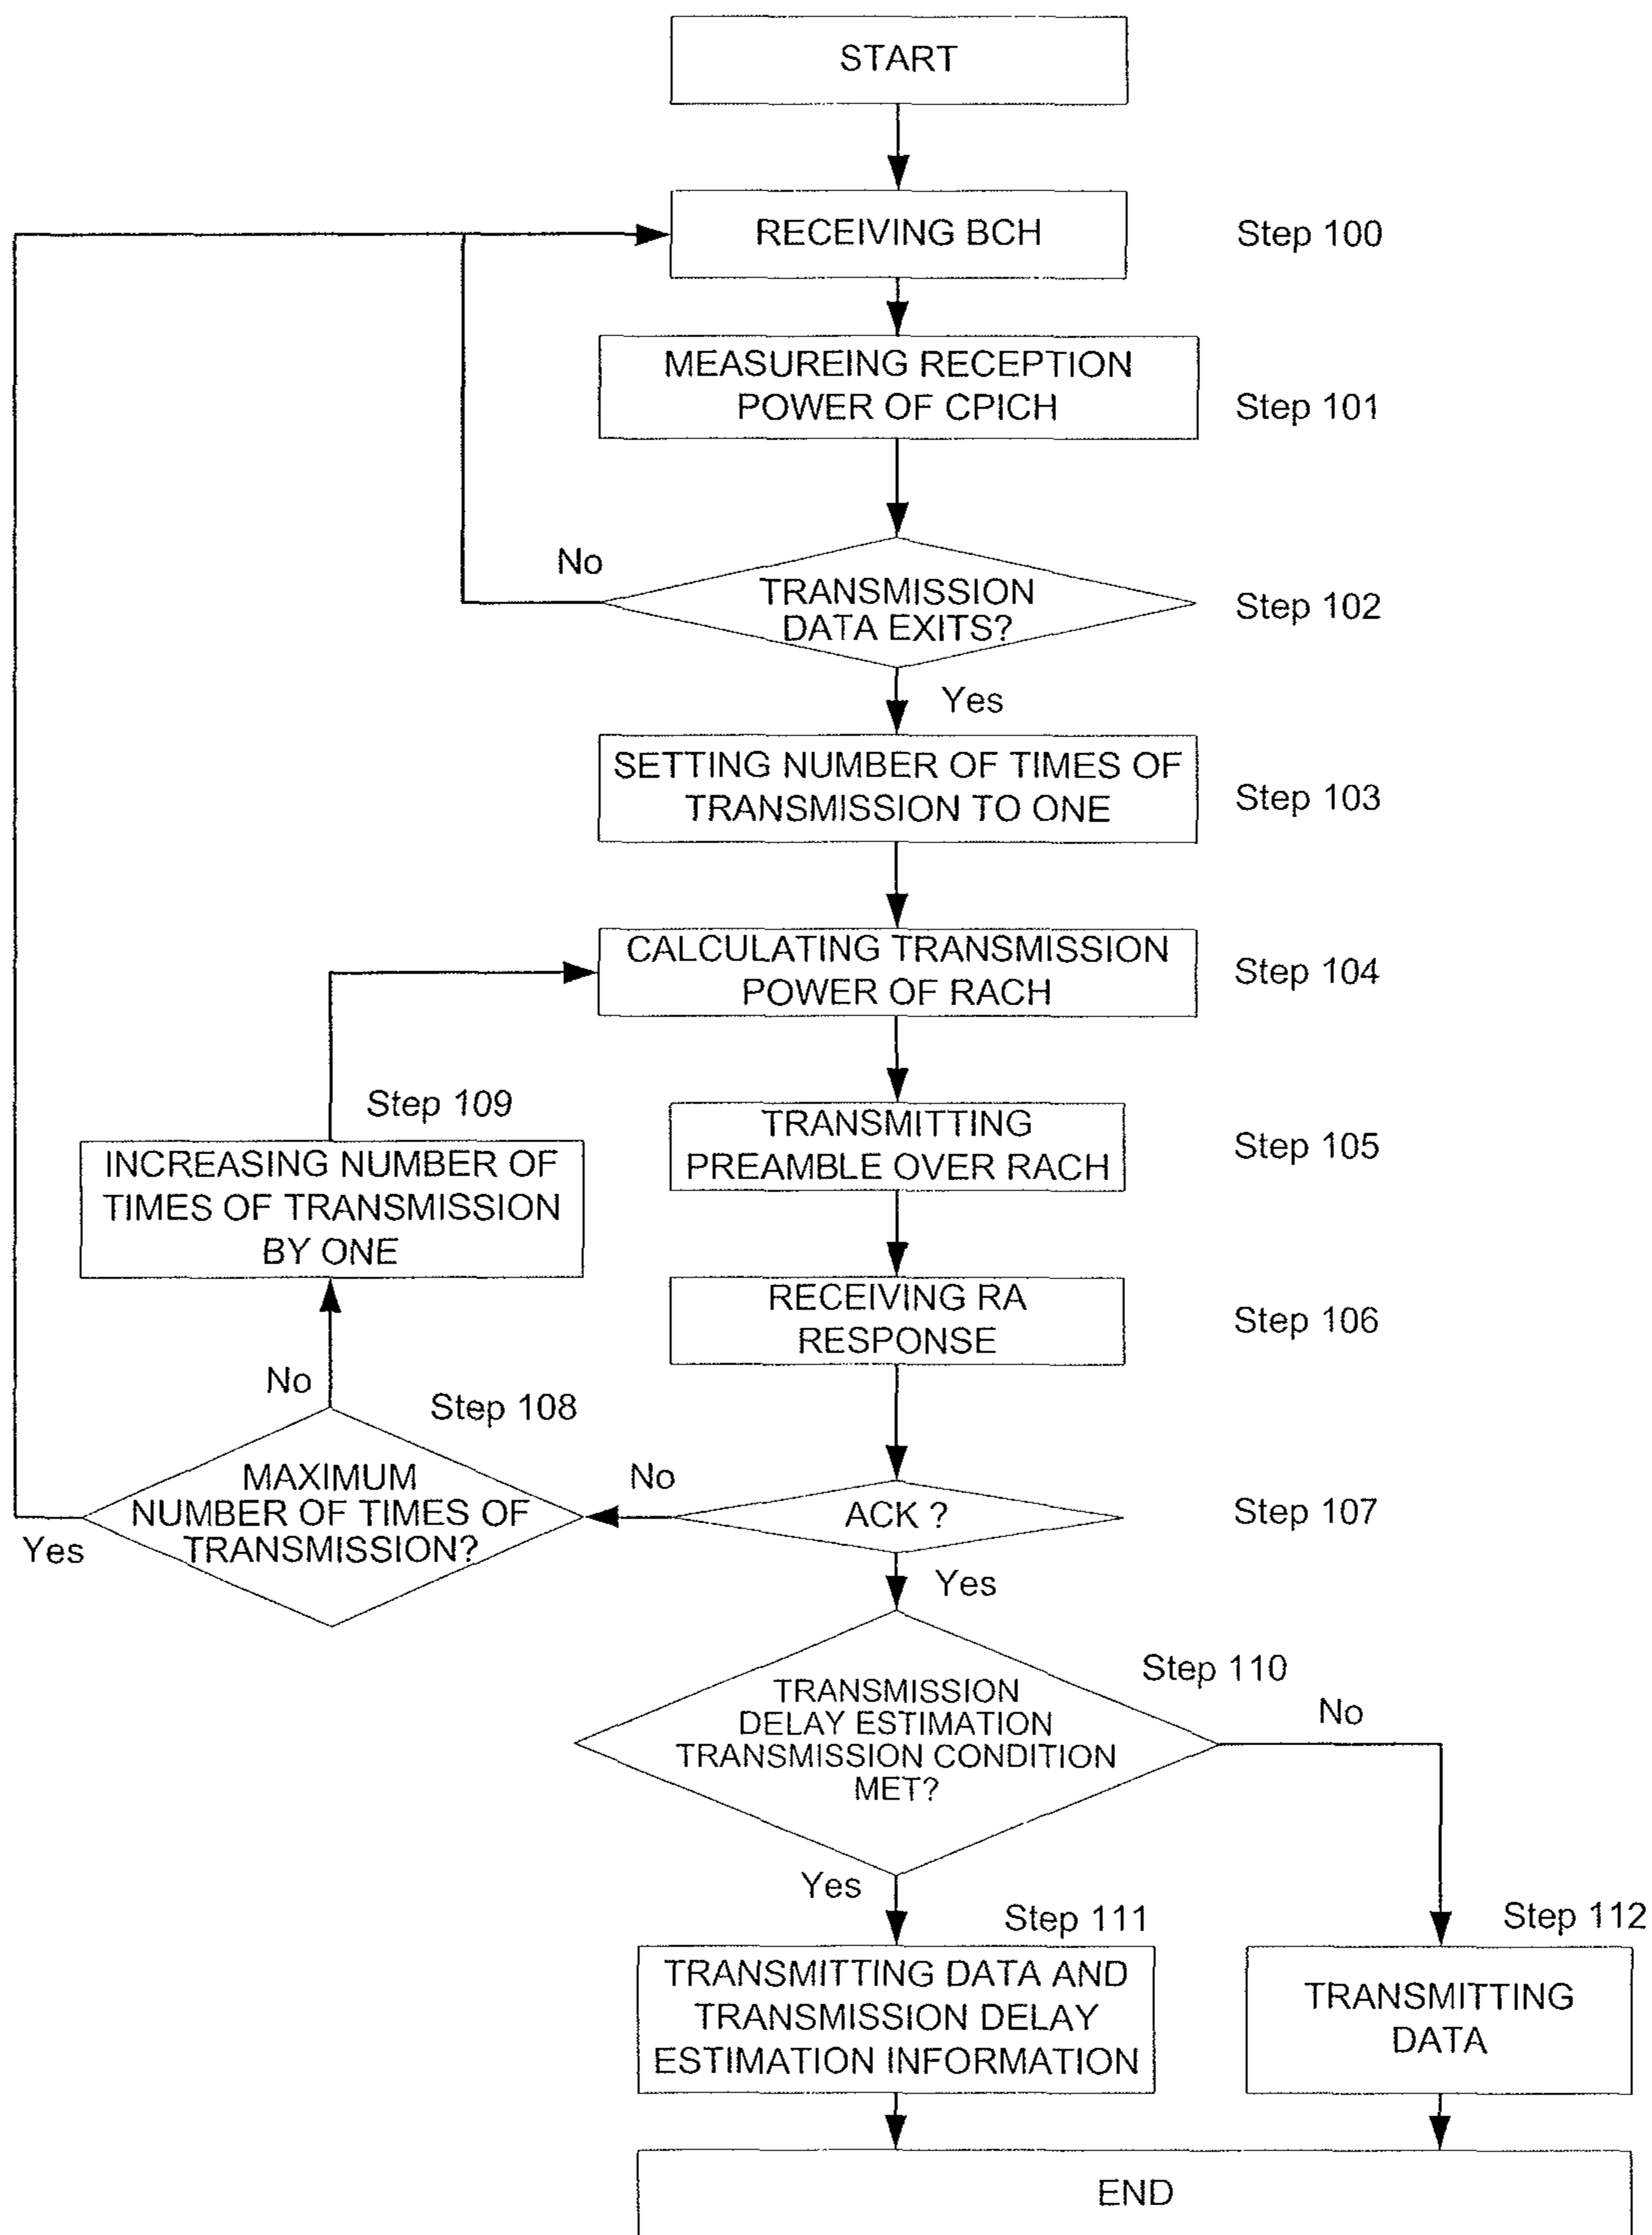 START
RECEIVING BCH
Step 100
MEASUREING RECEPTION
POWER OF CPICH
Step 101
No
TRANSMISSION
DATA EXITS?
Step 102
Yes
SETTING NUMBER OF TIMES OF
TRANSMISSION TO ONE
Step 103
CALCULATING TRANSMISSION
POWER OF RACH
Step 104
Step 109
INCREASING NUMBER OF
TIMES OF TRANSMISSION
BY ONE
TRANSMITTING
PREAMBLE OVER RACH
Step 105
RECEIVING RA
RESPONSE
Step 106
No
Step 108
MAXIMUM
NUMBER OF TIMES OF
TRANSMISSION?
Yes
No
ACK ?
Step 107
Yes
Step 110
TRANSMISSION
DELAY ESTIMATION
TRANSMISSION CONDITION
MET?
No
Yes
Step 111
TRANSMITTING DATA AND
TRANSMISSION DELAY
ESTIMATION INFORMATION
Step 112
TRANSMITTING
DATA
END